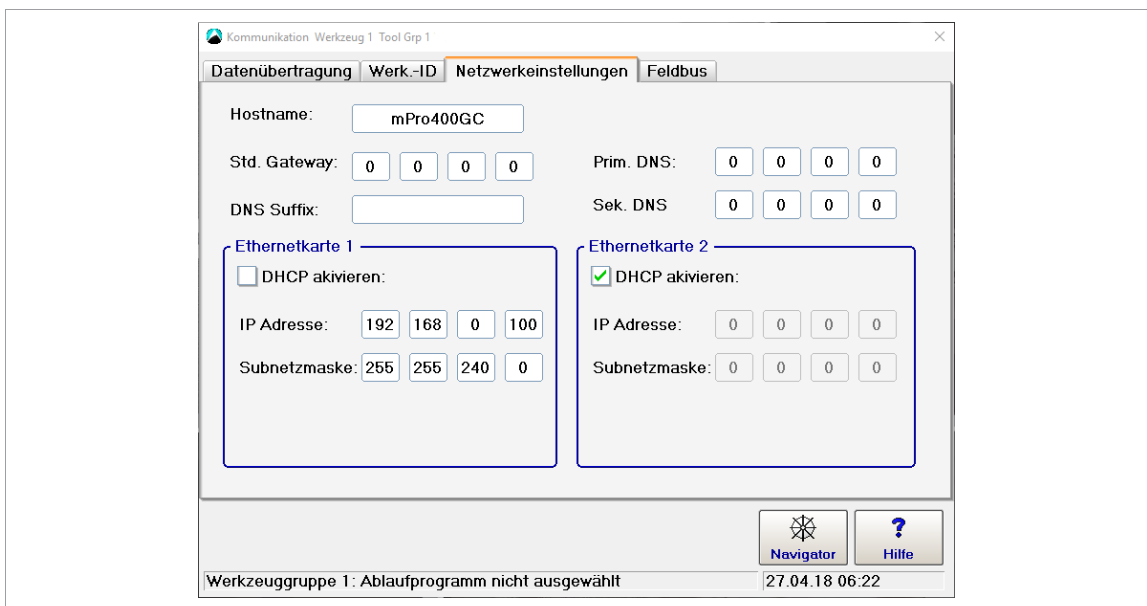 Kommunikation Werkzeug 1 Tool Grp 1
Datenübertragung Werk.-ID Netzwerkeinstellungen Feldbus
Hostname: mPro400GC
Std. Gateway: 0 0 0 0 Prim. DNS: 0 0 0 0
DNS Suffix: Sek. DNS 0 0 0 0
Ethernetkarte 1 Ethernetkarte 2
DHCP akivieren: DHCP akivieren:
IP Adresse: 192 168 0 100 IP Adresse: 0 0 0 0
Subnetzmaske: 255 255 240 0 Subnetzmaske: 0 0 0 0
Navigator ? Hilfe
Werkzeuggruppe 1: Ablaufprogramm nicht ausgewählt 27.04.18 06:22